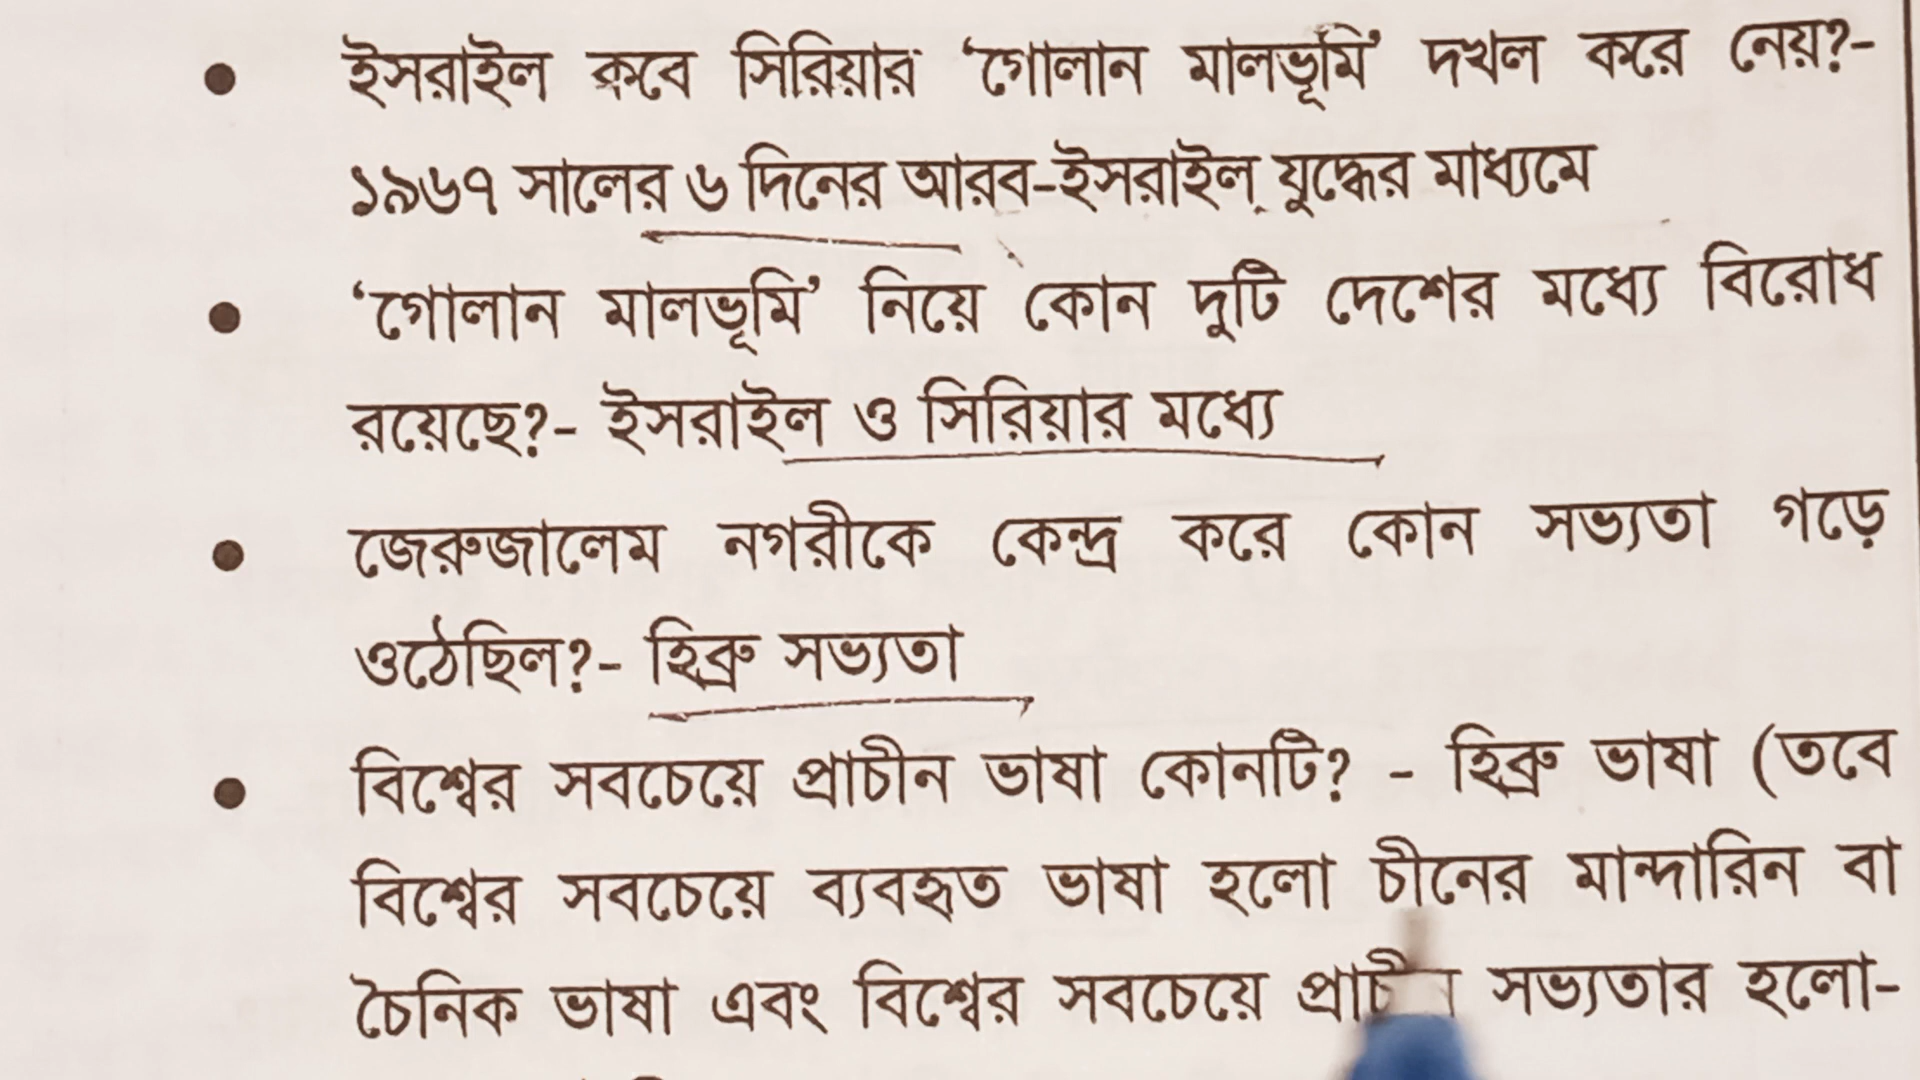 • ইসরাইল কবে সিরিয়ার ‘গোলান মালভূমি’ দখল করে নেয়?-
১৯৬৭ সালের ৬ দিনের আরব-ইসরাইল যুদ্ধের মাধ্যমে
• ‘গোলান মালভূমি’ নিয়ে কোন দুটি দেশের মধ্যে বিরোধ
রয়েছে?- ইসরাইল ও সিরিয়ার মধ্যে
• জেরুজালেম নগরীকে কেন্দ্র করে কোন সভ্যতা গড়ে
ওঠেছিল?- হিব্রু সভ্যতা
• বিশ্বের সবচেয়ে প্রাচীন ভাষা কোনটি? - হিব্রু ভাষা (তবে
বিশ্বের সবচেয়ে ব্যবহৃত ভাষা হলো চীনের মান্দারিন বা
চৈনিক ভাষা এবং বিশ্বের সবচেয়ে প্রাচীন সভ্যতার হলো-